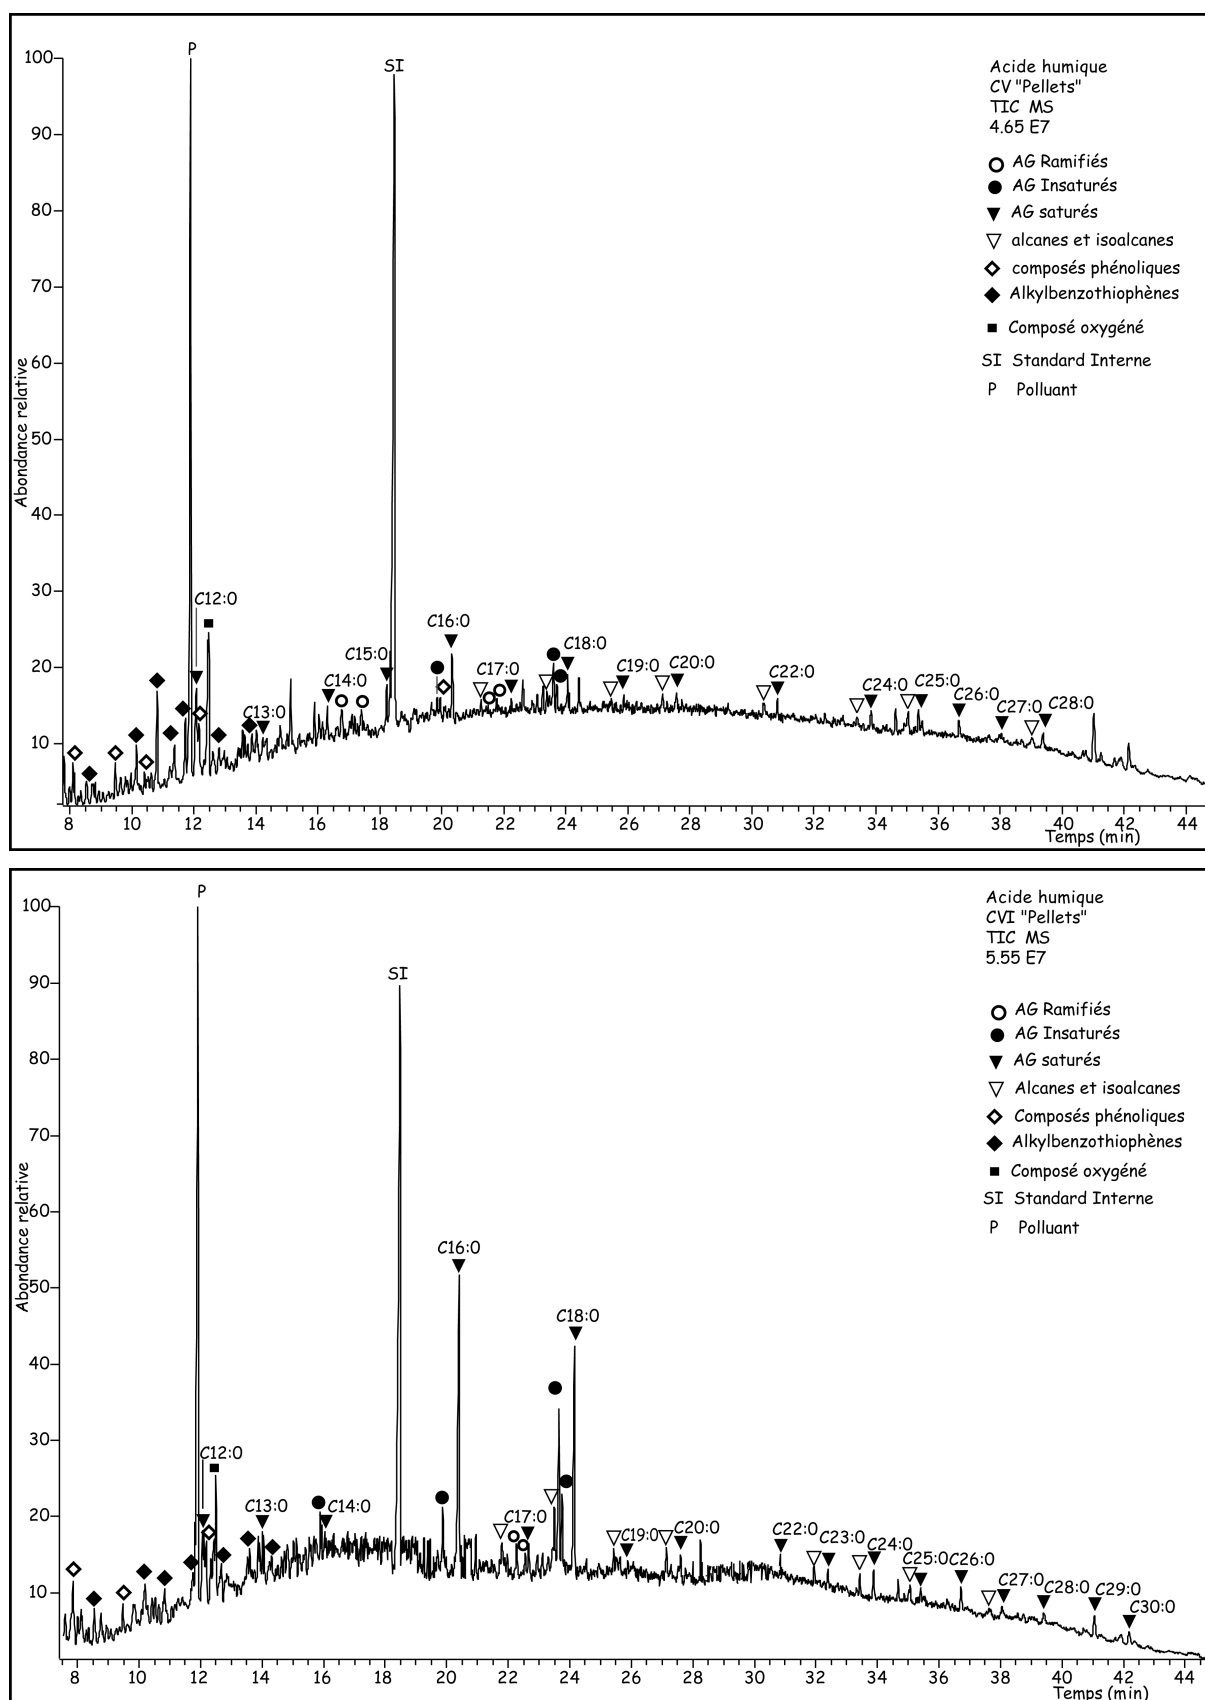 P
SI
100
90
80
70
60
50
40
30
20
10
Abondance relative
Acide humique
CV "Pellets"
TIC MS
4.65 E7
AG Ramifiés
AG Insaturés
AG saturés
alcanes et isoalcanes
composés phénoliques
Alkylbenzothiophènes
Composé oxygéné
SI Standard Interne
P Polluant
C12:0
C13:0
C14:0
C15:0
C16:0
C17:0
C18:0
C19:0
C20:0
C22:0
C24:0
C25:0
C26:0
C27:0
C28:0
8 10 12 14 16 18 20 22 24 26 28 30 32 34 36 38 40 42 44
Temps (min)
P
SI
100
90
80
70
60
50
40
30
20
10
Abondance relative
Acide humique
CVI "Pellets"
TIC MS
5.55 E7
AG Ramifiés
AG Insaturés
AG saturés
Alcanes et isoalcanes
Composés phénoliques
Alkylbenzothiophènes
Composé oxygéné
SI Standard Interne
P Polluant
C12:0
C13:0
C14:0
C16:0
C17:0
C18:0
C19:0
C20:0
C22:0
C23:0
C24:0
C25:0
C26:0
C27:0
C28:0
C29:0
C30:0
8 10 12 14 16 18 20 22 24 26 28 30 32 34 36 38 40 42 44
Temps (min)